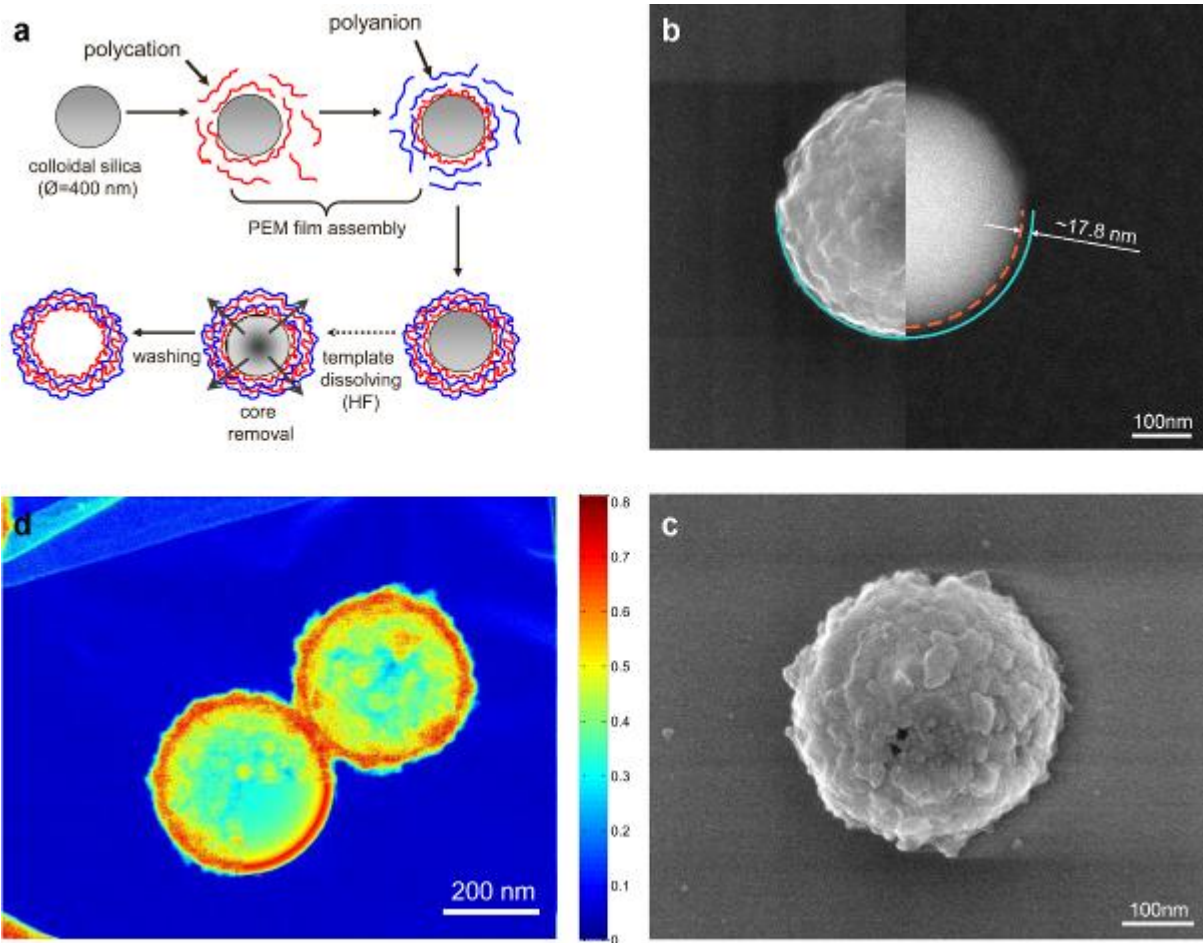 a
polycation
polyanion
colloidal silica
(Ø=400 nm)
PEM film assembly
washing
core
removal
template
dissolving
(HF)
b
~17.8 nm
100nm
d
200 nm
0.8
0.7
0.6
0.5
0.4
0.3
0.2
0.1
0
c
100nm